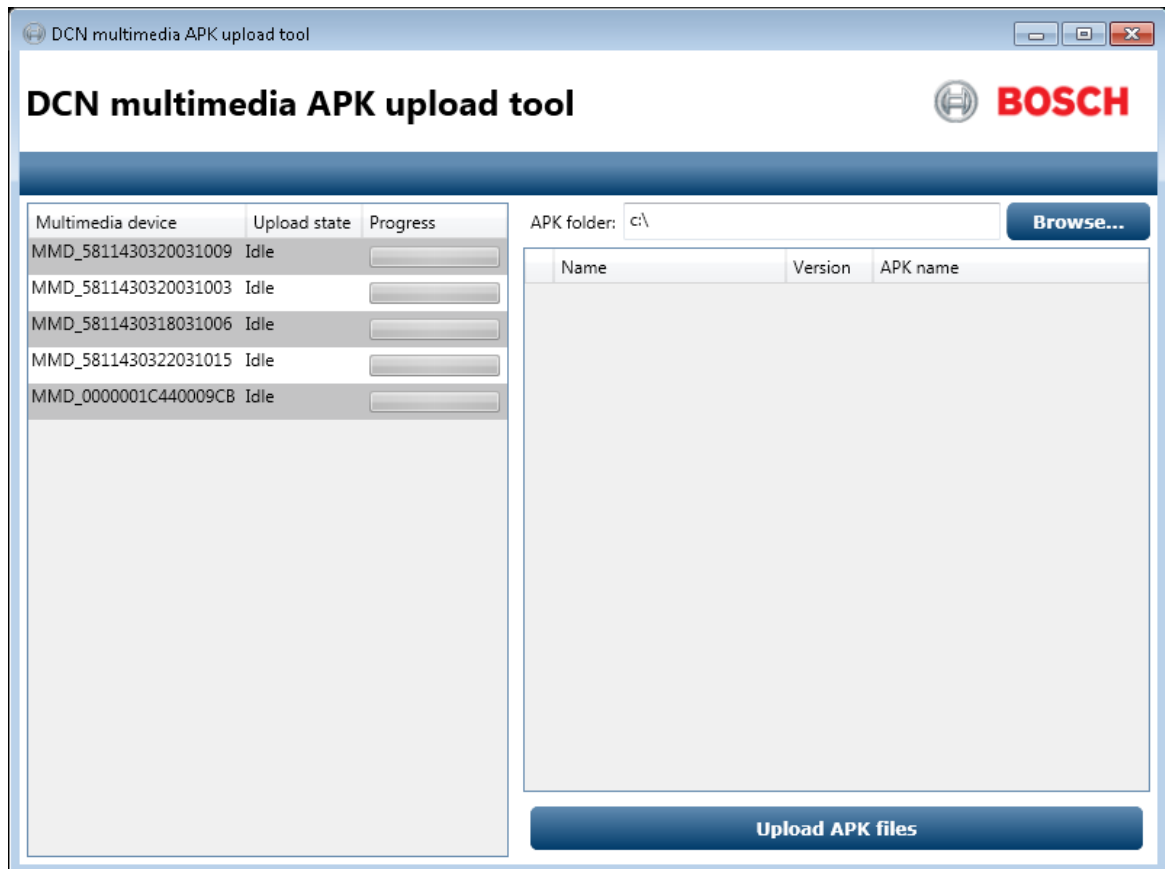 DCN multimedia APK upload tool
DCN multimedia APK upload tool
BOSCH
Multimedia device Upload state Progress
MMD_5811430320031009 Idle
MMD_5811430320031003 Idle
MMD_5811430318031006 Idle
MMD_5811430322031015 Idle
MMD_0000001C440009CB Idle
APK folder: c:\ Browse...
Name Version APK name
Upload APK files